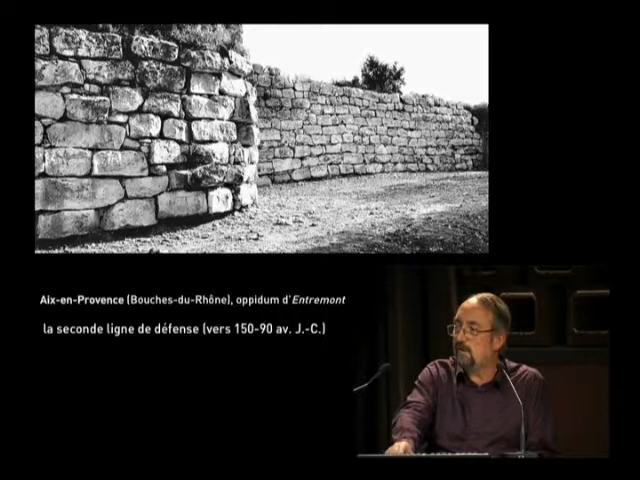 Aix-en-Provence (Bouches-du-Rhône), oppidum d'Entremont
la seconde ligne de défense (vers 150-90 av. J.-C.)